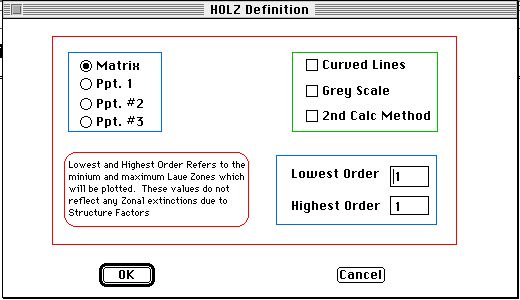 HOLZ Definition
Matrix
Ppt. 1
Ppt. #2
Ppt. #3
Curved Lines
Grey Scale
2nd Calc Method
Lowest and Highest Order Refers to the
minium and maximum Laue Zones which
will be plotted. These values do not
reflect any Zonal extinctions due to
Structure Factors
Lowest Order 1
Highest Order 1
OK
Cancel